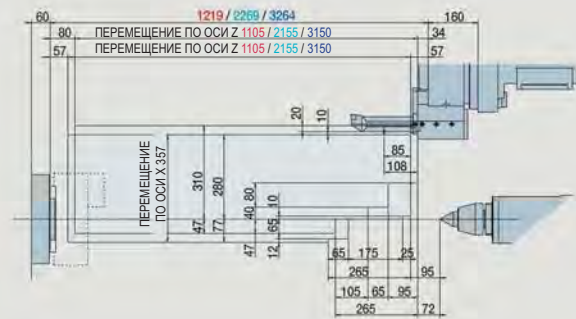 60 1219 / 2269 / 3264 160
80 ПЕРЕМЕЩЕНИЕ ПО ОСИ Z 1105 / 2155 / 3150 34
57 ПЕРЕМЕЩЕНИЕ ПО ОСИ Z 1105 / 2155 / 3150 57
20 10
ПЕРЕМЕЩЕНИЕ
ПО ОСИ X 357
310 280
85
108
80
40 10
47 77 65
47 12
65 175 25
265 95
105 65 95
265 72